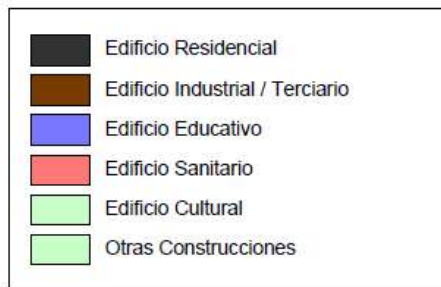 Edificio Residencial
Edificio Industrial / Terciario
Edificio Educativo
Edificio Sanitario
Edificio Cultural
Otras Construcciones